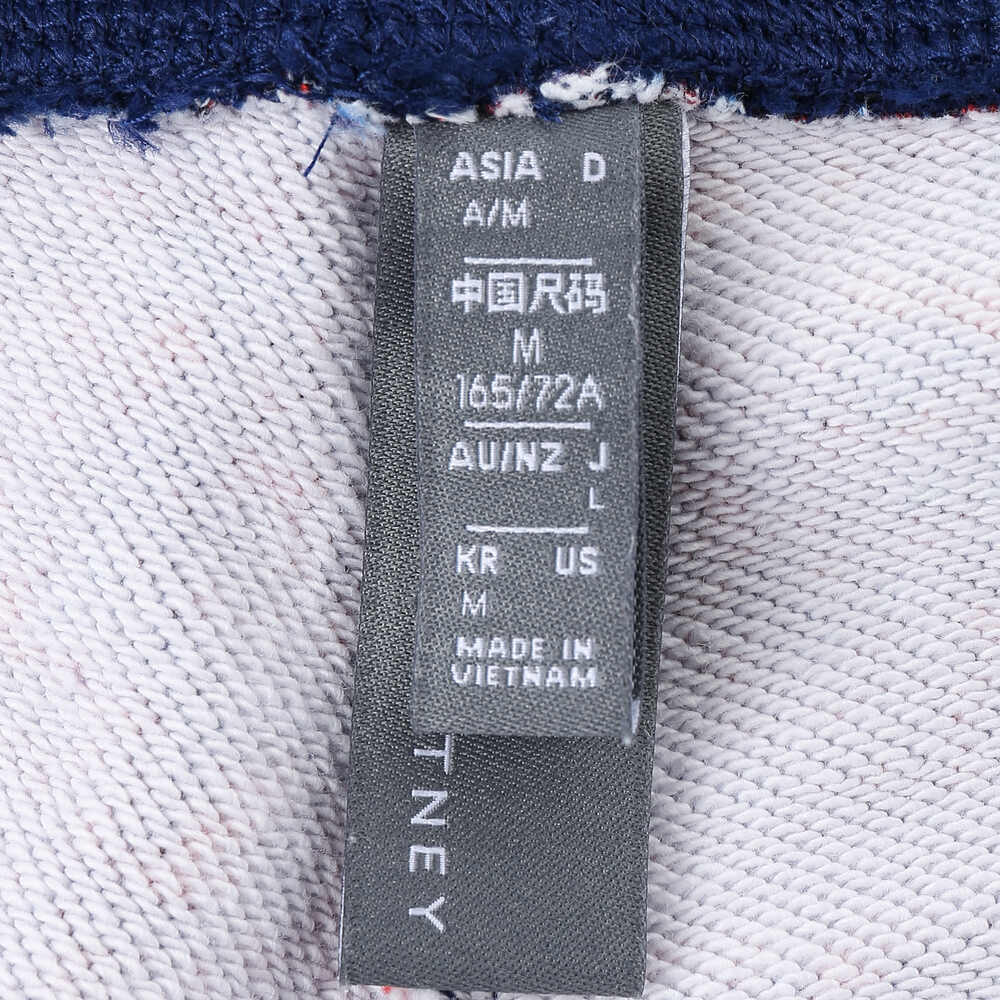 ASIA D
A/M
中国尺码
M
165/72A
AU/NZ J
L
KR US
M
MADE IN
VIETNAM
TNEY